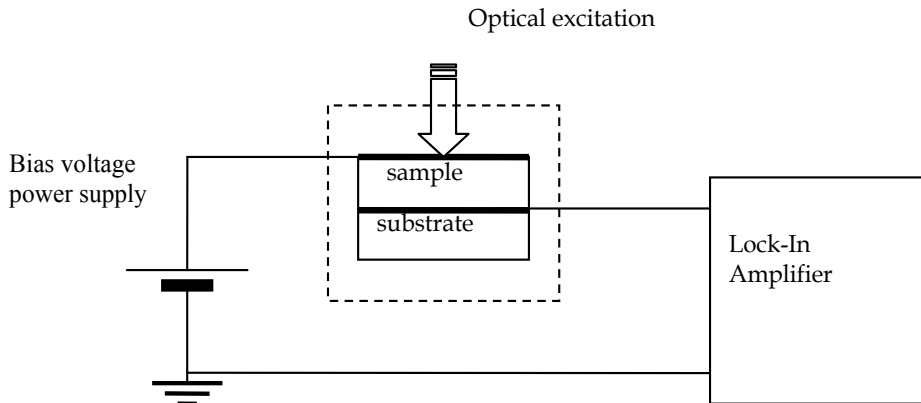 Optical excitation
Bias voltage
power supply
sample
substrate
Lock-In
Amplifier